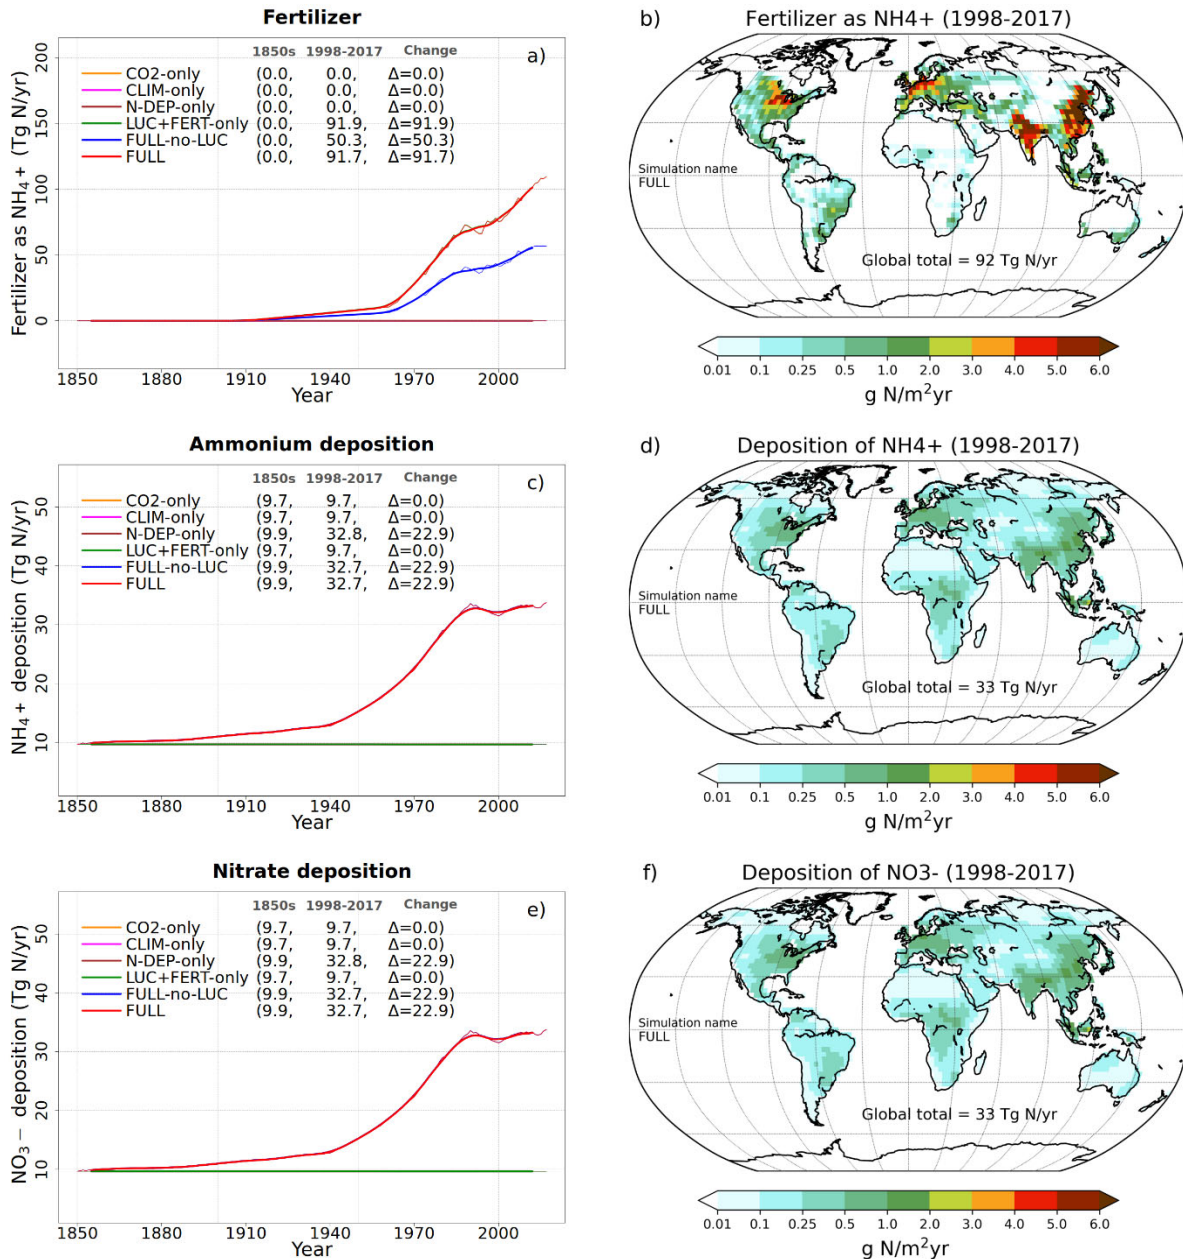 Fertilizer
a)
1850s 1998-2017 Change
CO2-only (0.0, 0.0, Δ=0.0)
CLIM-only (0.0, 0.0, Δ=0.0)
N-DEP-only (0.0, 0.0, Δ=0.0)
LUC+FERT-only (0.0, 91.9, Δ=91.9)
FULL-no-LUC (0.0, 50.3, Δ=50.3)
FULL (0.0, 91.7, Δ=91.7)
Fertilizer as NH₄+ (Tg N/yr)
200
150
100
50
0
1850 1880 1910 1940 1970 2000
Year
b) Fertilizer as NH4+ (1998-2017)
Simulation name
FULL
Global total = 92 Tg N/yr
0.01 0.1 0.25 0.5 1.0 2.0 3.0 4.0 5.0 6.0
g N/m²yr
Ammonium deposition
c)
1850s 1998-2017 Change
CO2-only (9.7, 9.7, Δ=0.0)
CLIM-only (9.7, 9.7, Δ=0.0)
N-DEP-only (9.9, 32.8, Δ=22.9)
LUC+FERT-only (9.7, 9.7, Δ=0.0)
FULL-no-LUC (9.9, 32.7, Δ=22.9)
FULL (9.9, 32.7, Δ=22.9)
NH₄+ deposition (Tg N/yr)
50
40
30
20
10
1850 1880 1910 1940 1970 2000
Year
d) Deposition of NH4+ (1998-2017)
Simulation name
FULL
Global total = 33 Tg N/yr
0.01 0.1 0.25 0.5 1.0 2.0 3.0 4.0 5.0 6.0
g N/m²yr
Nitrate deposition
e)
1850s 1998-2017 Change
CO2-only (9.7, 9.7, Δ=0.0)
CLIM-only (9.7, 9.7, Δ=0.0)
N-DEP-only (9.9, 32.8, Δ=22.9)
LUC+FERT-only (9.7, 9.7, Δ=0.0)
FULL-no-LUC (9.9, 32.7, Δ=22.9)
FULL (9.9, 32.7, Δ=22.9)
NO₃− deposition (Tg N/yr)
50
40
30
20
10
1850 1880 1910 1940 1970 2000
Year
f) Deposition of NO3- (1998-2017)
Simulation name
FULL
Global total = 33 Tg N/yr
0.01 0.1 0.25 0.5 1.0 2.0 3.0 4.0 5.0 6.0
g N/m²yr